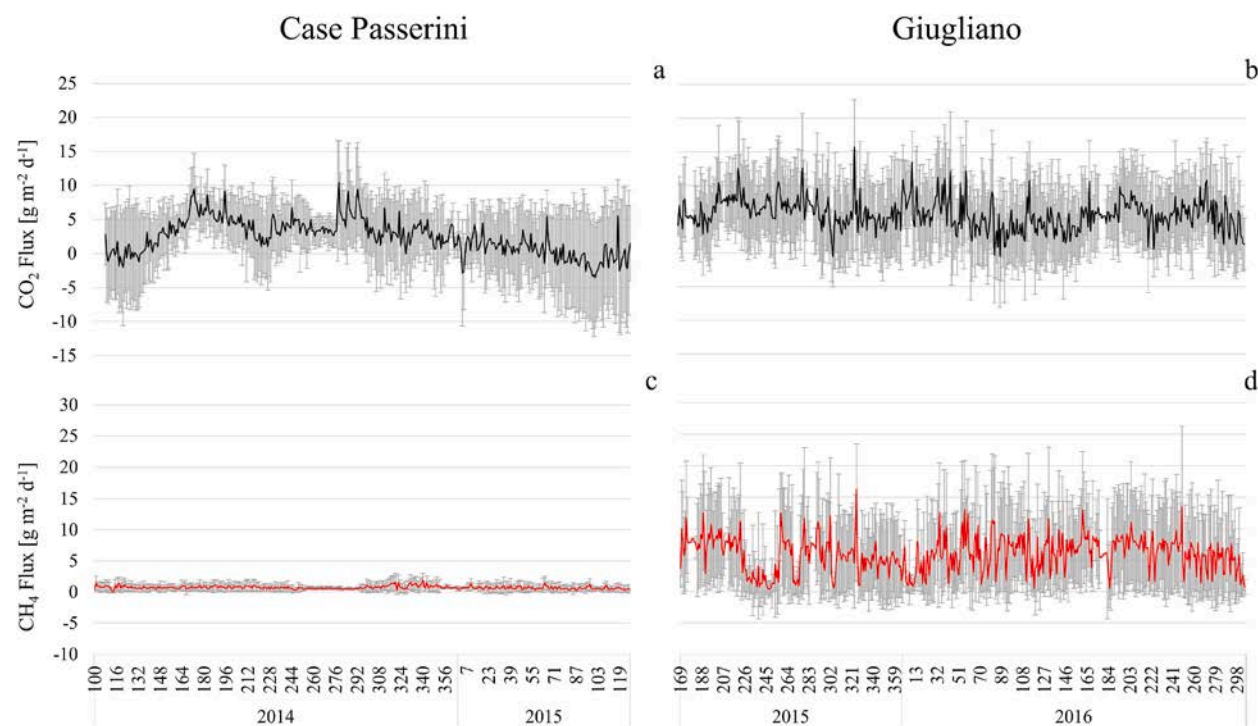 Case Passerini
Giugliano
a
b
CO₂ Flux [g m⁻² d⁻¹]
25
20
15
10
5
0
-5
-10
-15
c
d
CH₄ Flux [g m⁻² d⁻¹]
30
25
20
15
10
5
0
-5
-10
100 116 132 148 164 180 196 212 228 244 260 276 292 308 324 340 356 7 23 39 55 71 87 103 119
2014 2015
169 188 207 226 245 264 283 302 321 340 359 13 32 51 70 89 108 127 146 165 184 203 222 241 260 279 298
2015 2016